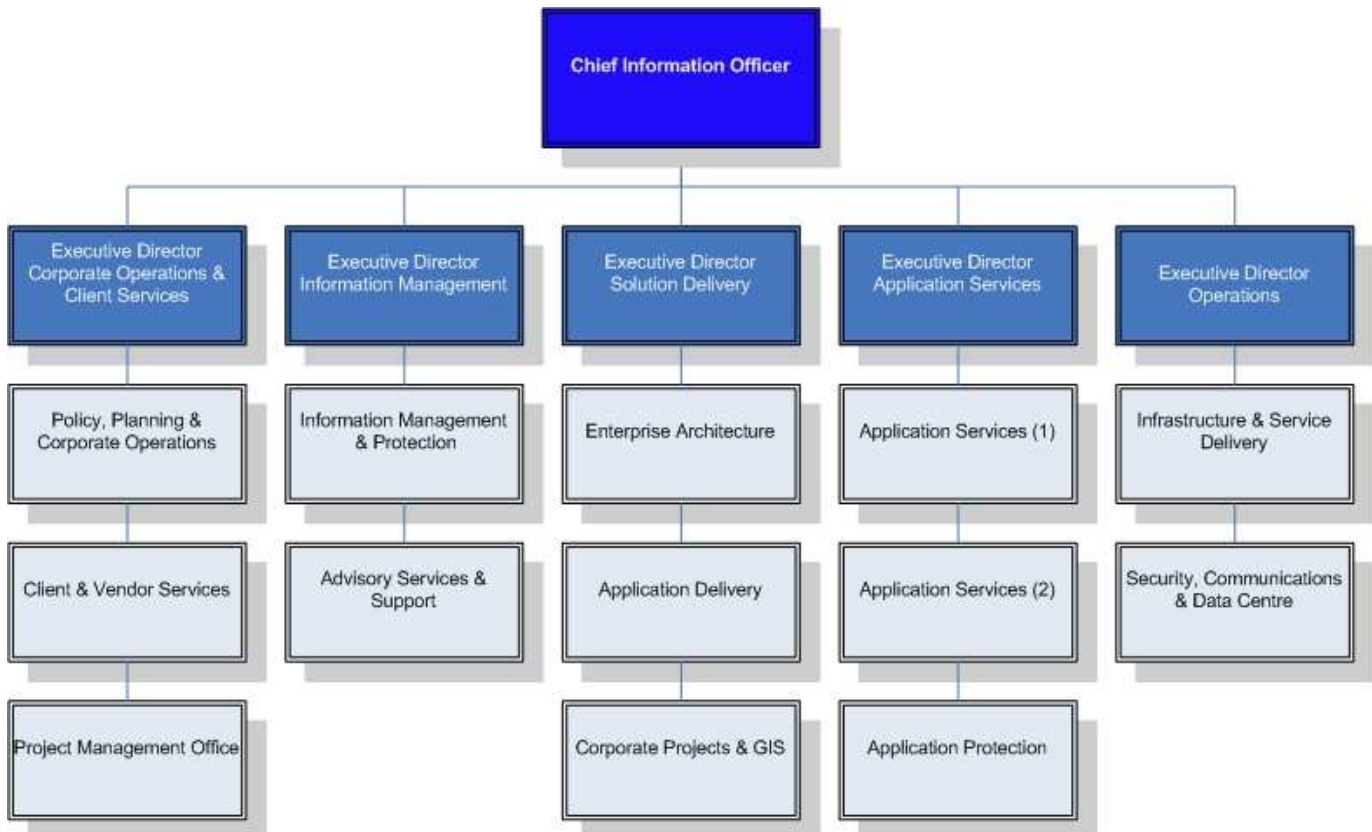 Chief Information Officer
Executive Director
Corporate Operations &
Client Services
Executive Director
Information Management
Executive Director
Solution Delivery
Executive Director
Application Services
Executive Director
Operations
Policy, Planning &
Corporate Operations
Information Management
& Protection
Enterprise Architecture
Application Services (1)
Infrastructure & Service
Delivery
Client & Vendor Services
Advisory Services &
Support
Application Delivery
Application Services (2)
Security, Communications
& Data Centre
Project Management Office
Corporate Projects & GIS
Application Protection